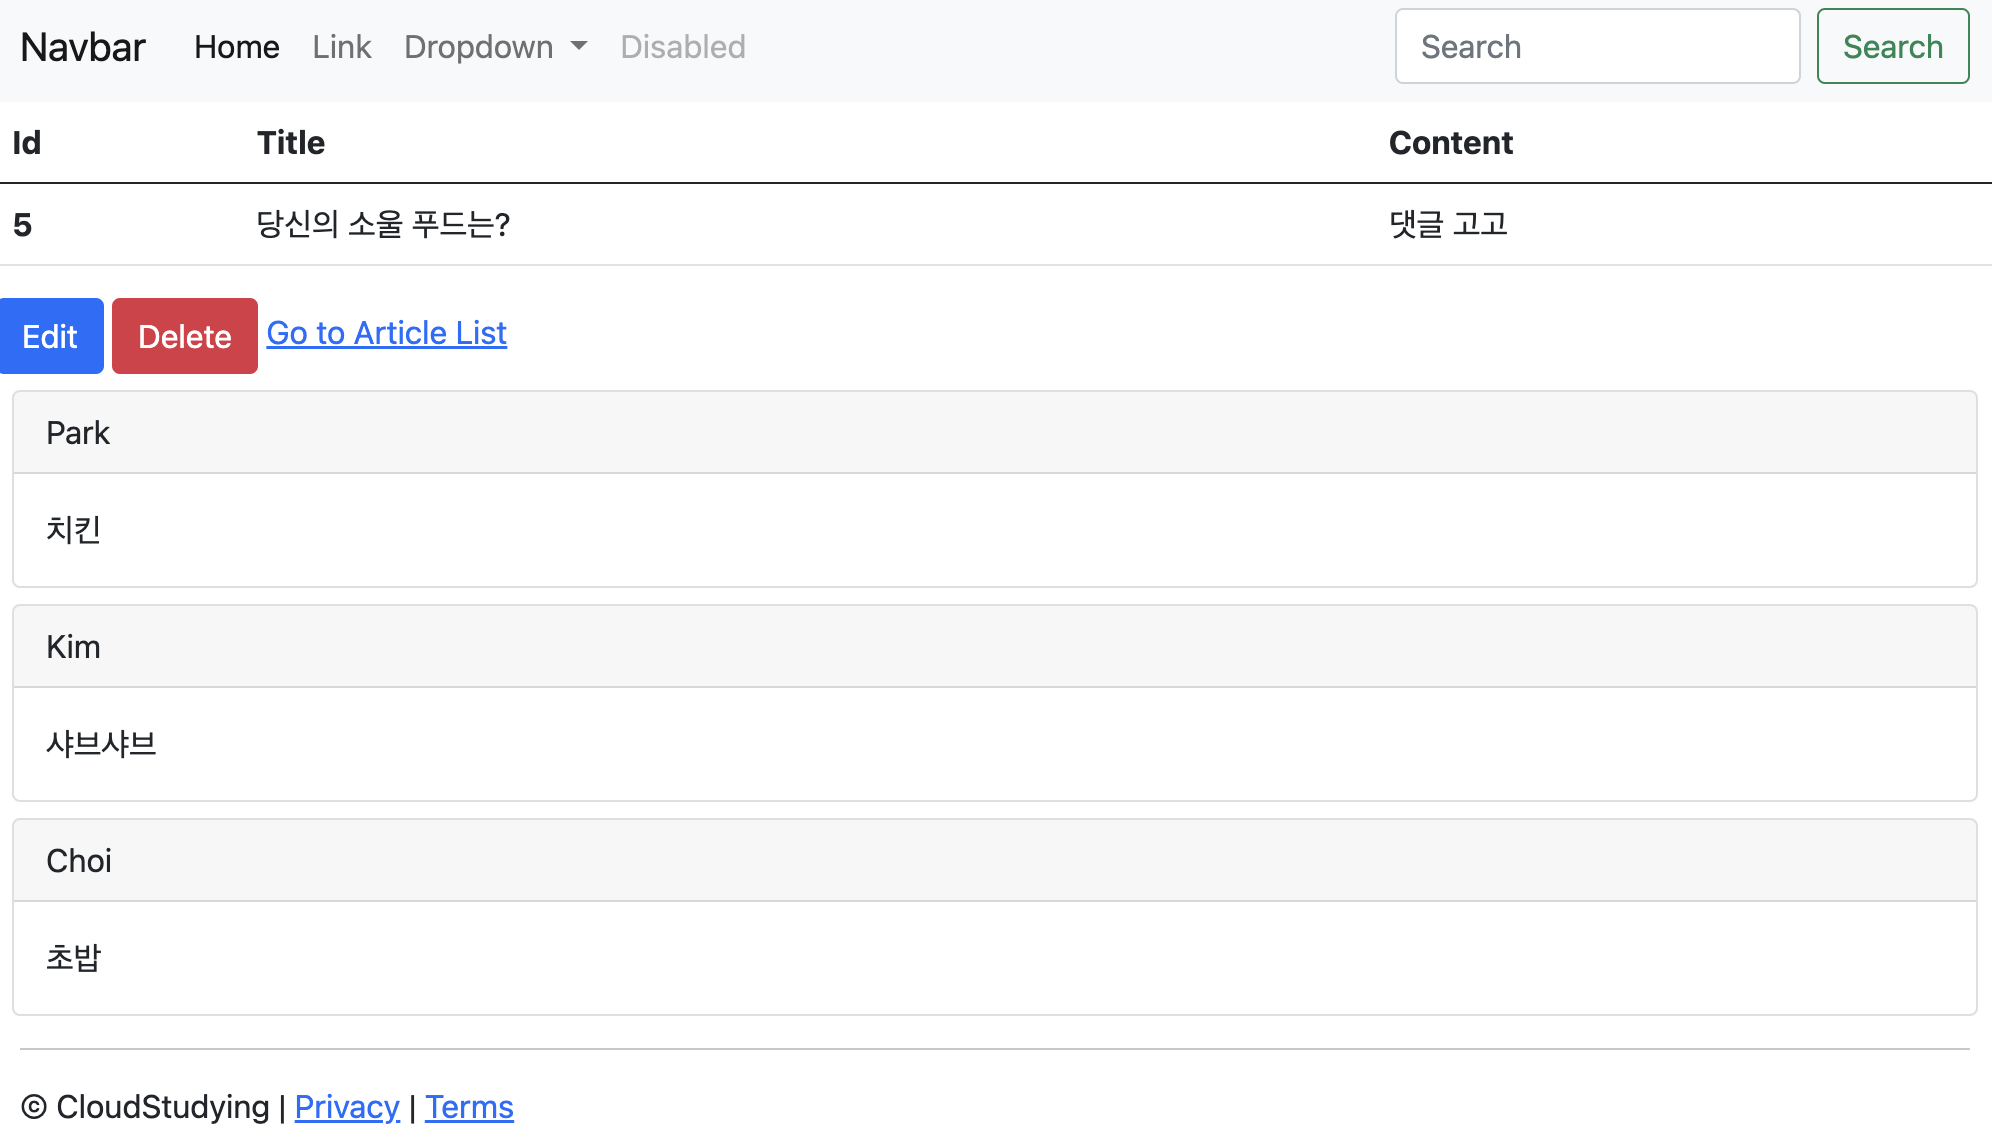 Navbar Home Link Dropdown Disabled Search Search
Id Title Content
5 당신의 소울 푸드는? 댓글 고고
Edit Delete Go to Article List
Park
치킨
Kim
샤브샤브
Choi
초밥
© CloudStudying | Privacy | Terms